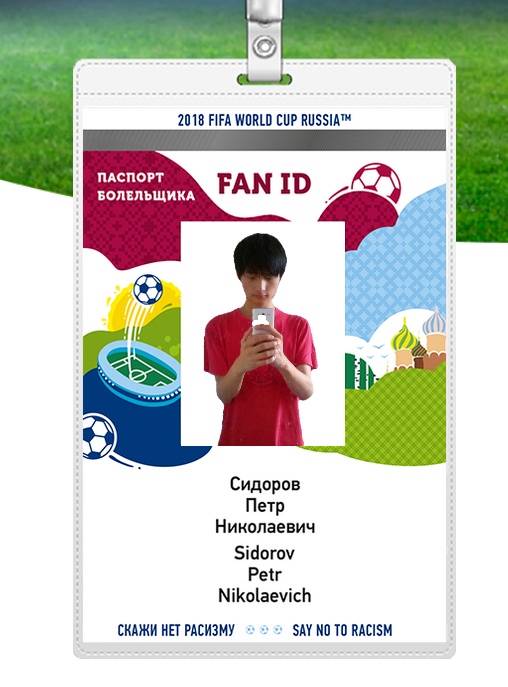 2018 FIFA WORLD CUP RUSSIA™
ПАСПОРТ
БОЛЕЛЬЩИКА
FAN ID
Сидоров
Петр
Николаевич
Sidorov
Petr
Nikolaevich
СКАЖИ НЕТ РАСИЗМУ SAY NO TO RACISM